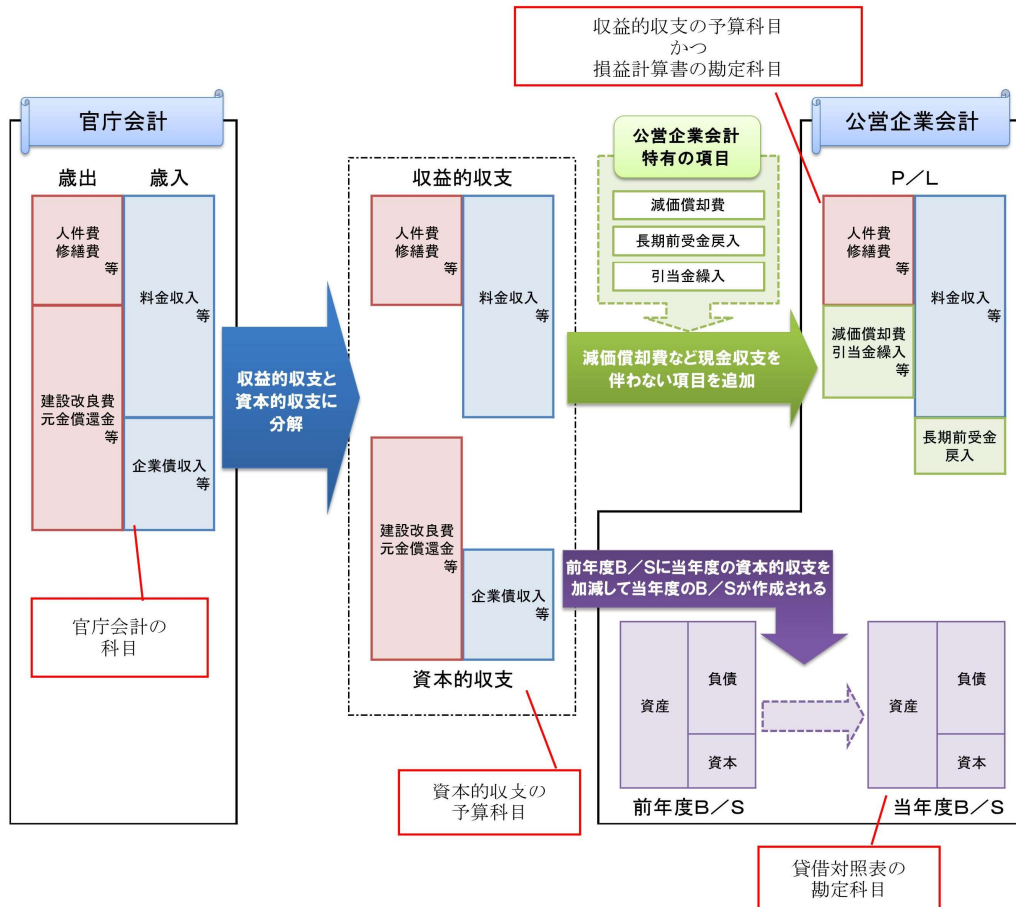 収益的収支の予算科目
かつ
損益計算書の勘定科目
官庁会計
歳出
歳入
人件費
修繕費
等
料金収入
等
建設改良費
元金償還金
等
企業債収入
等
官庁会計の
科目
収益的収支と
資本的収支に
分解
収益的収支
人件費
修繕費
等
料金収入
等
建設改良費
元金償還金
等
企業債収入
等
資本的収支
資本的収支の
予算科目
公営企業会計
特有の項目
減価償却費
長期前受金戻入
引当金繰入
減価償却費など現金収支を
伴わない項目を追加
公営企業会計
P/L
人件費
修繕費
等
料金収入
等
減価償却費
引当金繰入
等
長期前受金
戻入
前年度B/Sに当年度の資本的収支を
加減して当年度のB/Sが作成される
資産
負債
資本
前年度B/S
資産
負債
資本
当年度B/S
貸借対照表の
勘定科目